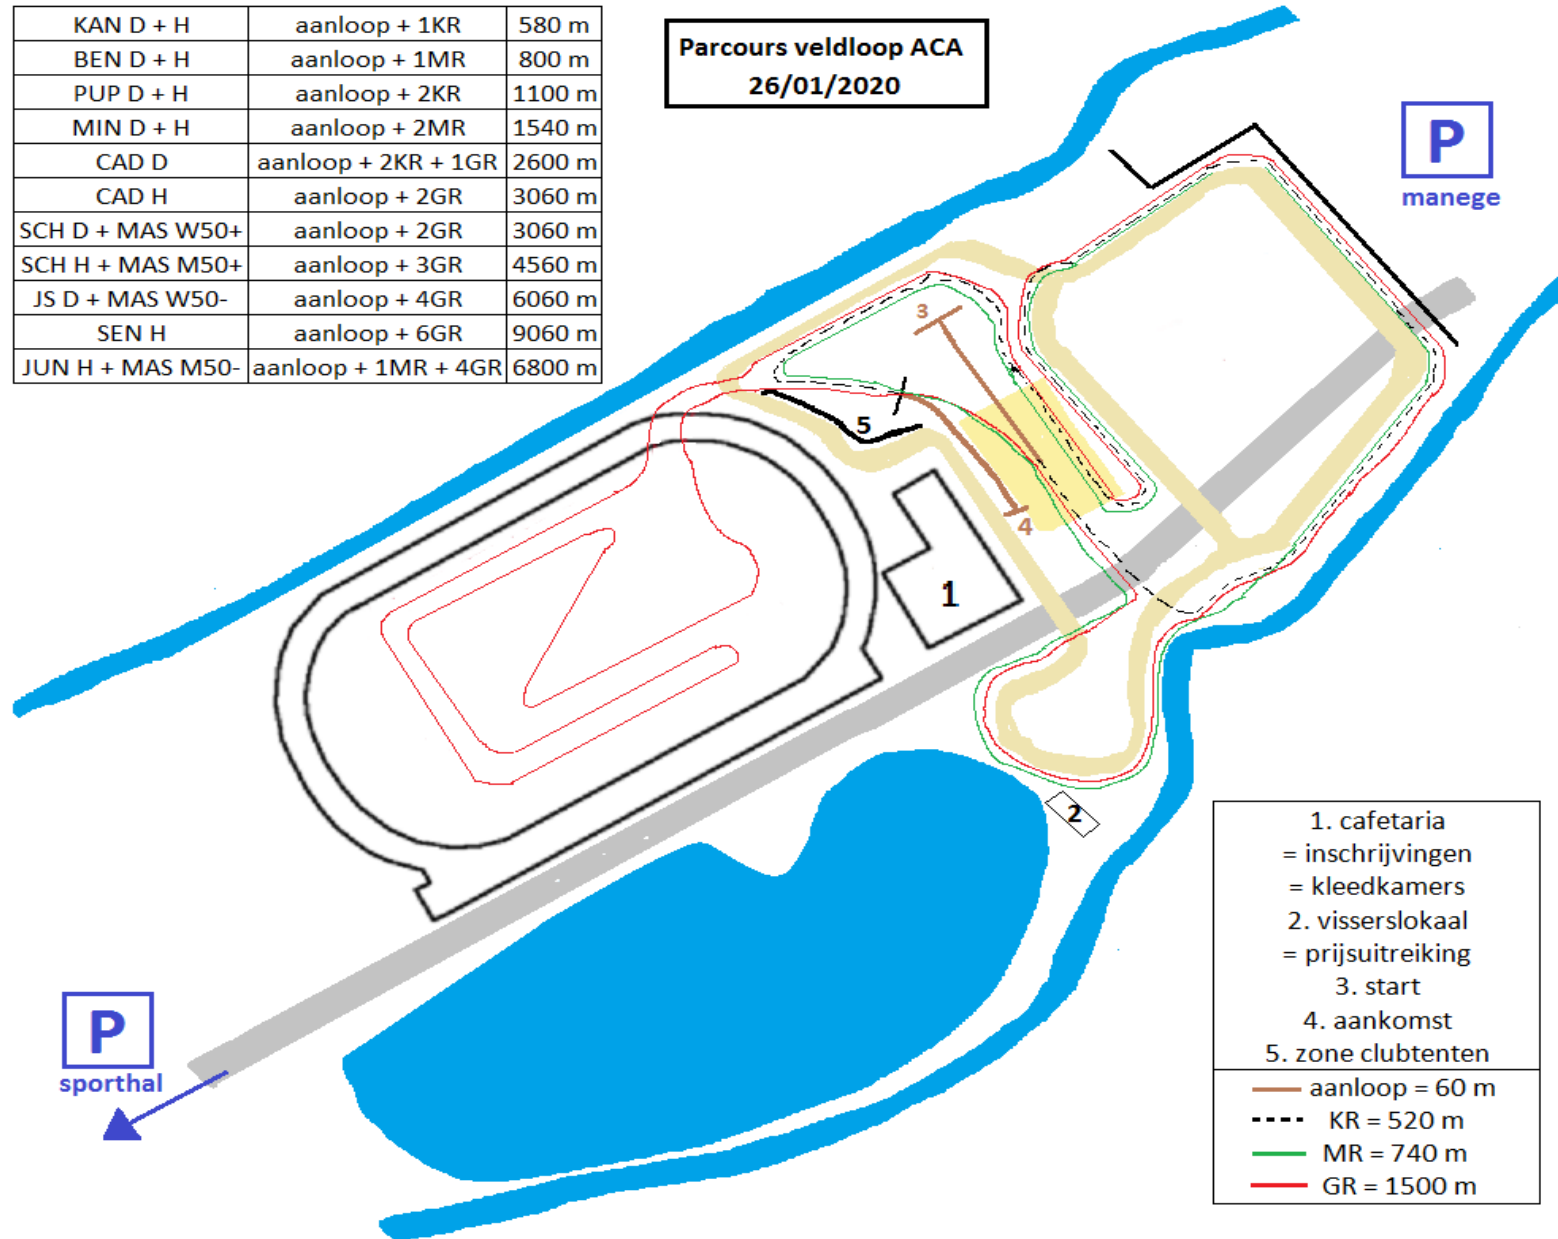 KAN D + H aanloop + 1KR 580 m
BEN D + H aanloop + 1MR 800 m
PUP D + H aanloop + 2KR 1100 m
MIN D + H aanloop + 2MR 1540 m
CAD D aanloop + 2KR + 1GR 2600 m
CAD H aanloop + 2GR 3060 m
SCH D + MAS W50+ aanloop + 2GR 3060 m
SCH H + MAS M50+ aanloop + 3GR 4560 m
JS D + MAS W50- aanloop + 4GR 6060 m
SEN H aanloop + 6GR 9060 m
JUN H + MAS M50- aanloop + 1MR + 4GR 6800 m
Parcours veldloop ACA
26/01/2020
P
manege
3
5
4
1
2
P
sporthal
1. cafetaria
= inschrijvingen
= kleedkamers
2. visserslokaal
= prijsuitreiking
3. start
4. aankomst
5. zone clubtenten
aanloop = 60 m
KR = 520 m
MR = 740 m
GR = 1500 m